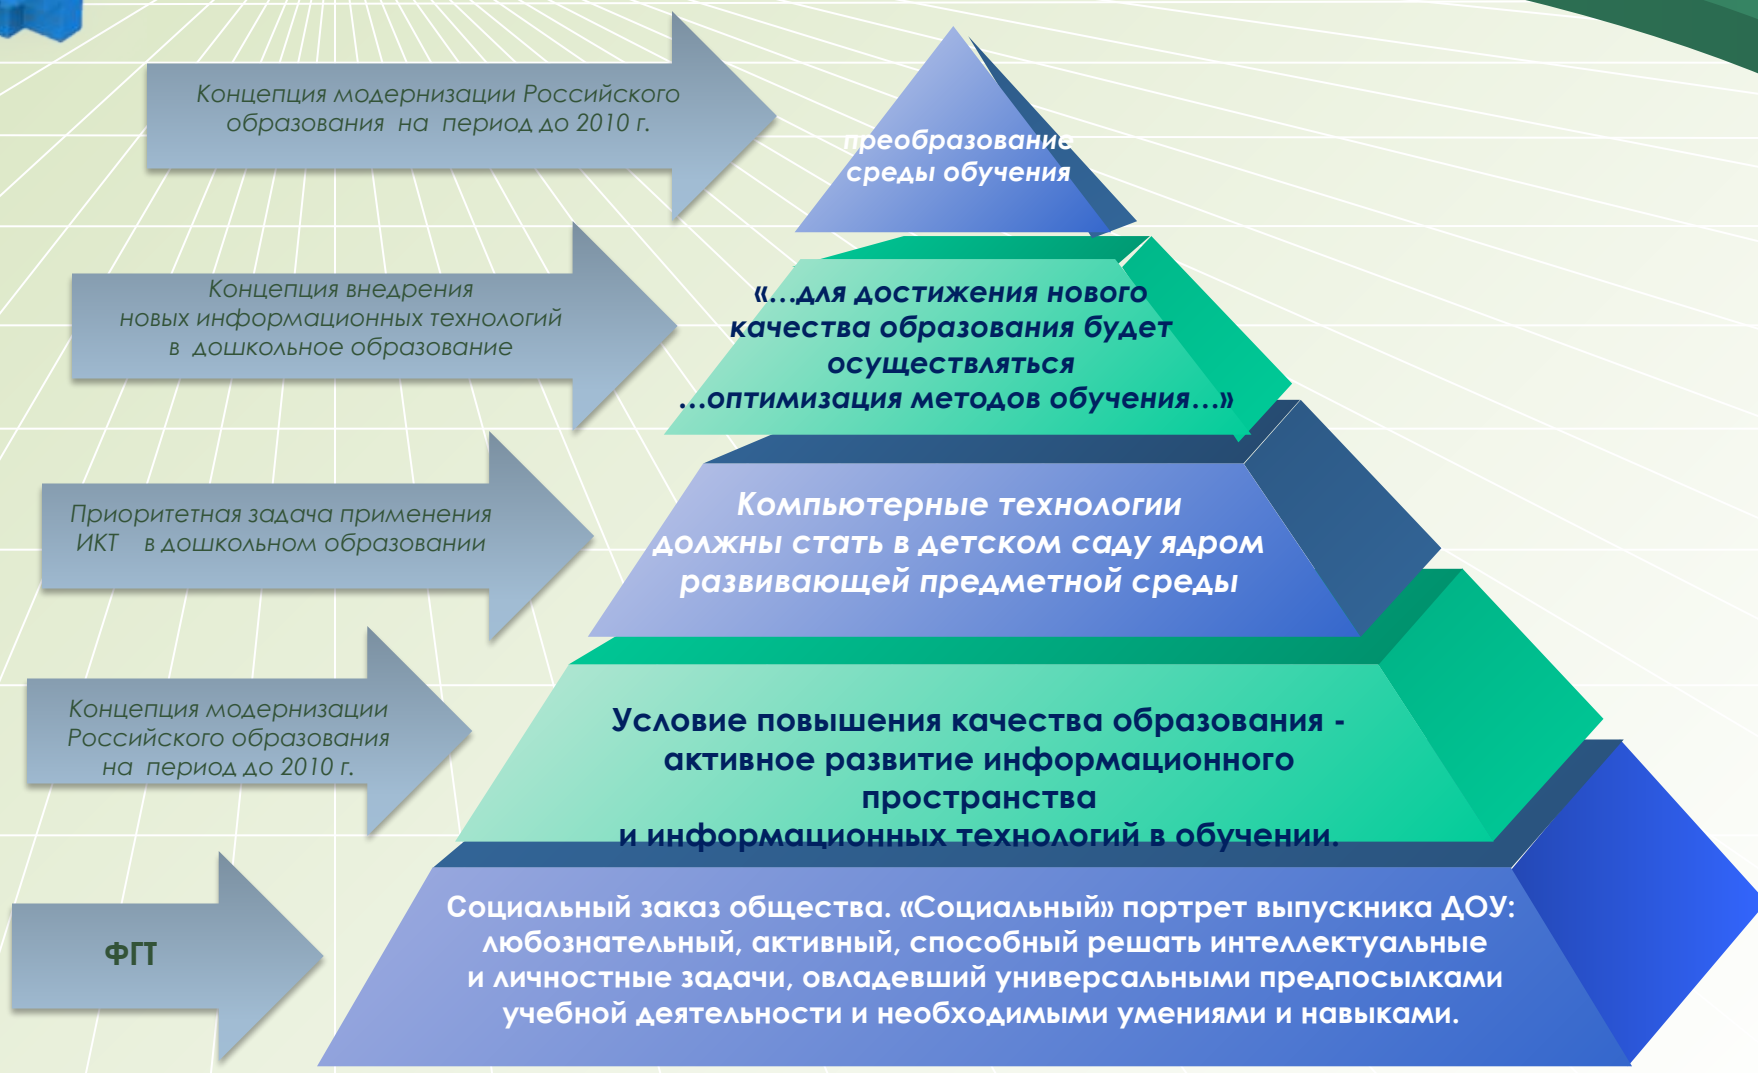 Концепция модернизации Российского
образования на период до 2010 г.
преобразование
среды обучения
Концепция внедрения
новых информационных технологий
в дошкольное образование
«…для достижения нового
качества образования будет
осуществляться
…оптимизация методов обучения…»
Приоритетная задача применения
ИКТ в дошкольном образовании
Компьютерные технологии
должны стать в детском саду ядром
развивающей предметной среды
Концепция модернизации
Российского образования
на период до 2010 г.
Условие повышения качества образования -
активное развитие информационного
пространства
и информационных технологий в обучении.
ФГТ
Социальный заказ общества. «Социальный» портрет выпускника ДОУ:
любознательный, активный, способный решать интеллектуальные
и личностные задачи, овладевший универсальными предпосылками
учебной деятельности и необходимыми умениями и навыками.